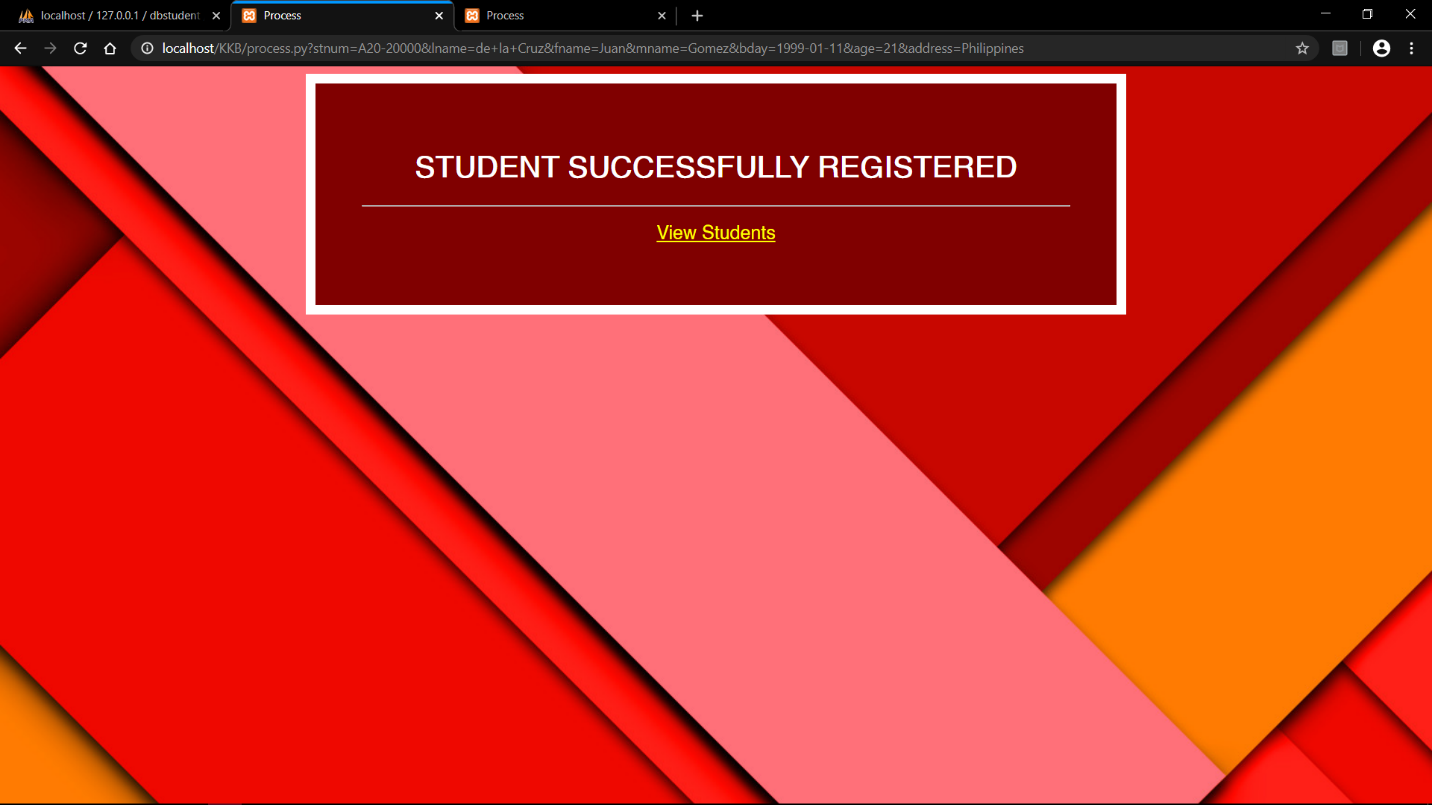 localhost / 127.0.0.1 / dbstudent
Process
Process
localhost/KKB/process.py?stnum=A20-20000&lname=de+la+Cruz&fname=Juan&mname=Gomez&bday=1999-01-11&age=21&address=Philippines
STUDENT SUCCESSFULLY REGISTERED
View Students